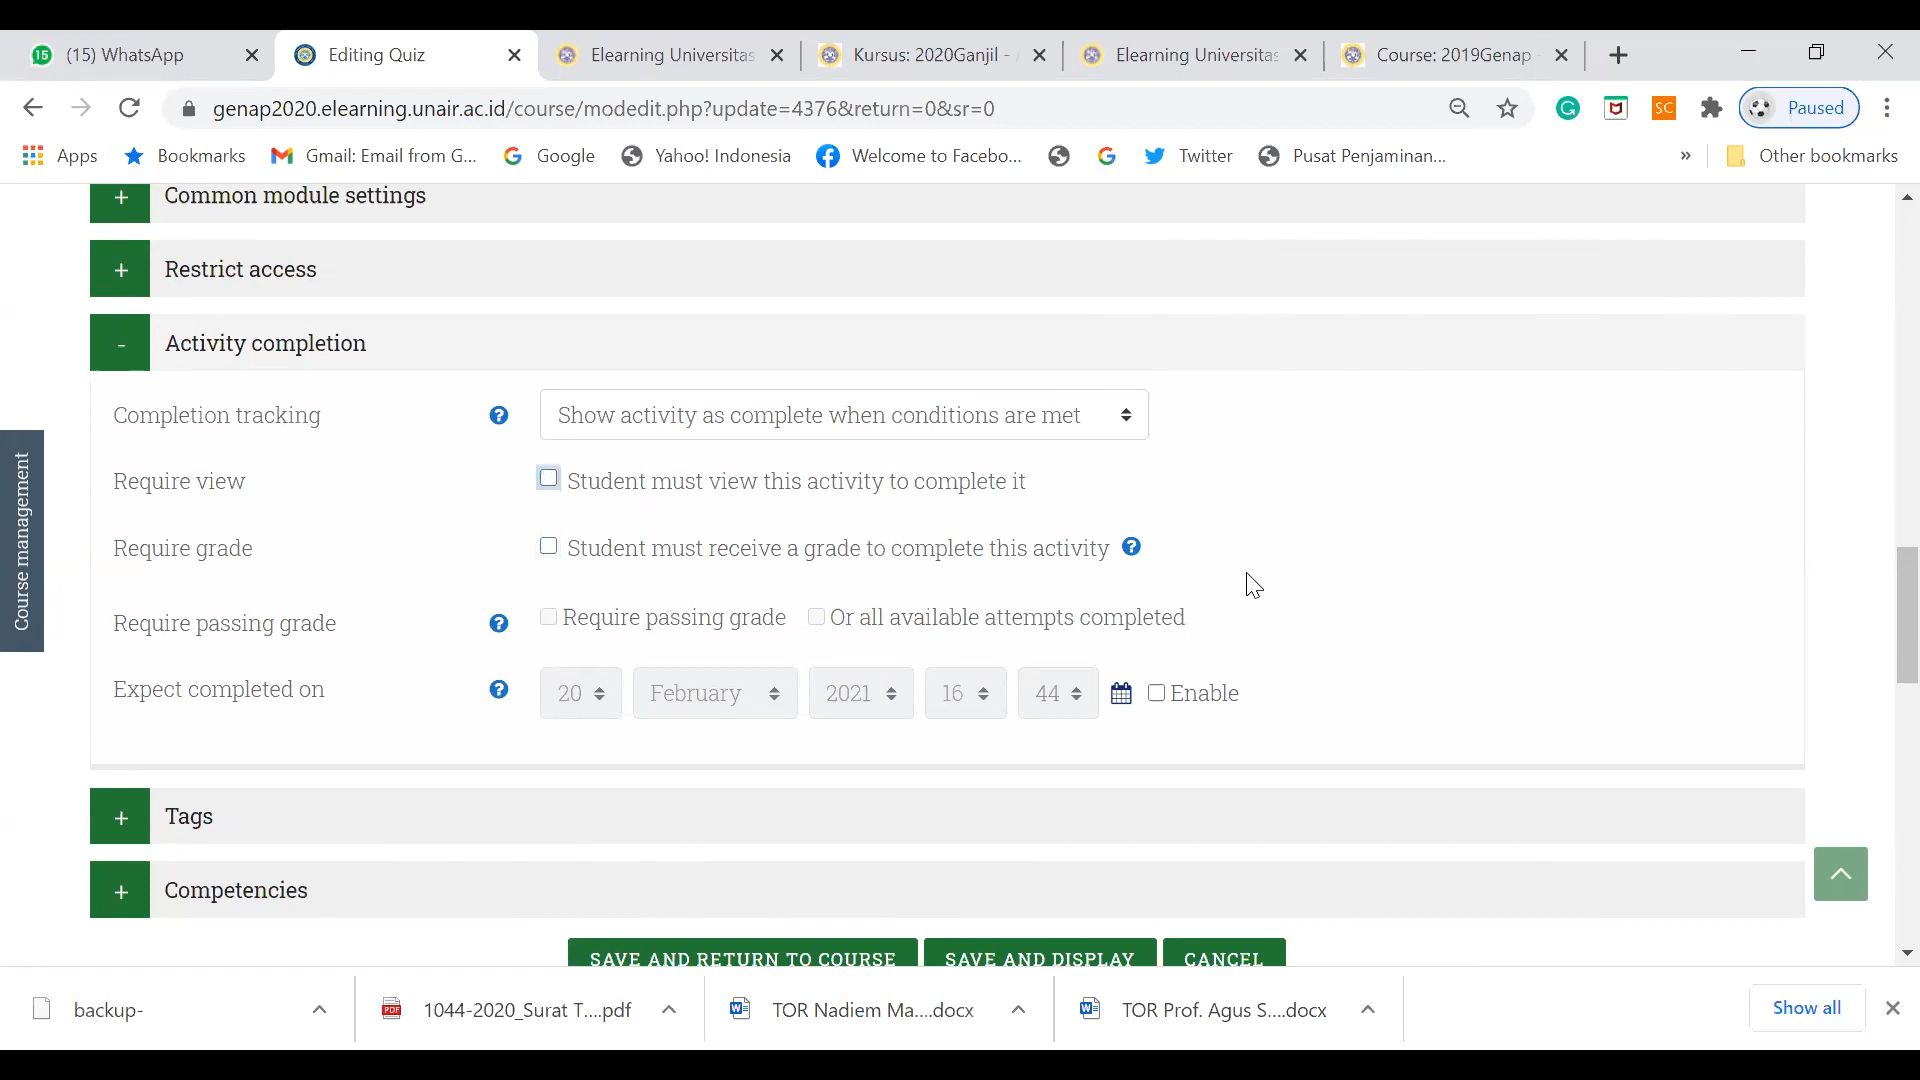 15 (15) WhatsApp
Editing Quiz
Elearning Universitas
Kursus: 2020Ganjil -
Elearning Universitas
Course: 2019Genap -
genap2020.elearning.unair.ac.id/course/modedit.php?update=4376&return=0&sr=0
SC
Paused
Apps
Bookmarks
Gmail: Email from G...
Google
Yahoo! Indonesia
Welcome to Facebo...
Twitter
Pusat Penjaminan...
»
Other bookmarks
+ Common module settings
+ Restrict access
- Activity completion
Completion tracking ? Show activity as complete when conditions are met
Require view Student must view this activity to complete it
Require grade Student must receive a grade to complete this activity ?
Require passing grade ? Require passing grade Or all available attempts completed
Expect completed on ? 20 February 2021 16 44 Enable
Course management
+ Tags
+ Competencies
SAVE AND RETURN TO COURSE SAVE AND DISPLAY CANCEL
backup-
PDF 1044-2020_Surat T....pdf
TOR Nadiem Ma....docx
TOR Prof. Agus S....docx
Show all